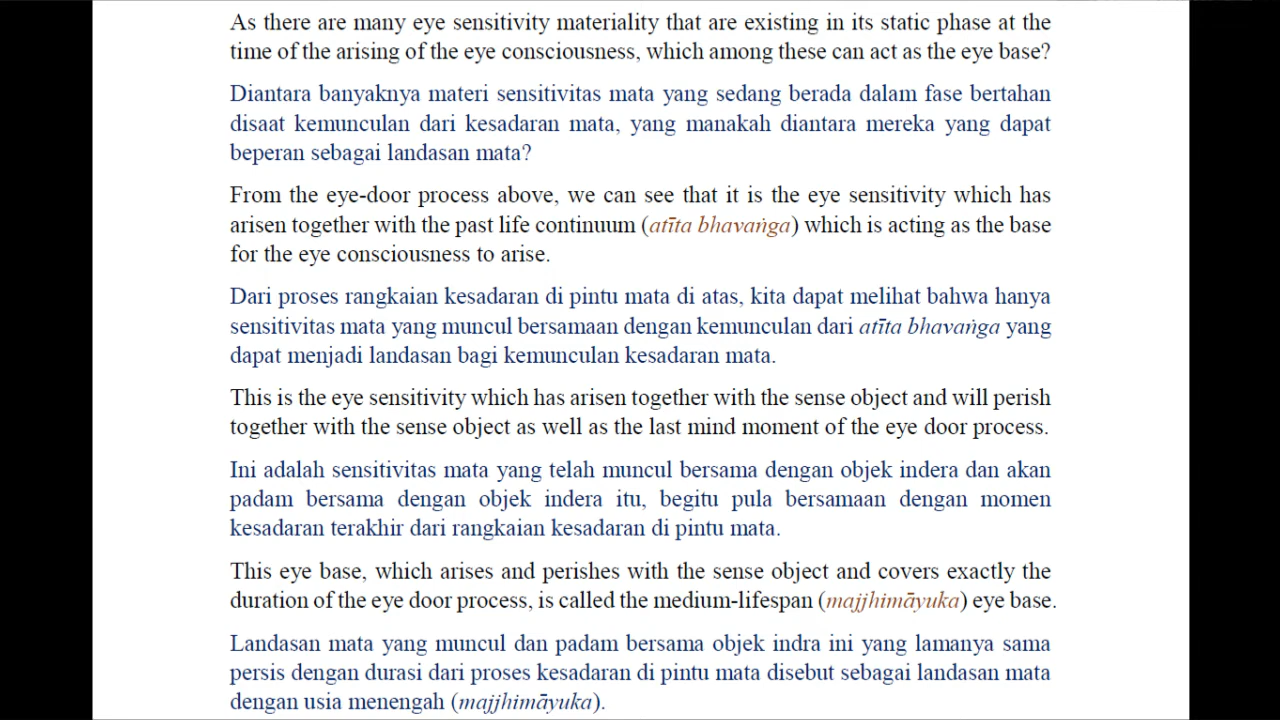 As there are many eye sensitivity materiality that are existing in its static phase at the
time of the arising of the eye consciousness, which among these can act as the eye base?
Diantara banyaknya materi sensitivitas mata yang sedang berada dalam fase bertahan
disaat kemunculan dari kesadaran mata, yang manakah diantara mereka yang dapat
beperan sebagai landasan mata?
From the eye-door process above, we can see that it is the eye sensitivity which has
arisen together with the past life continuum (atīta bhavaṅga) which is acting as the base
for the eye consciousness to arise.
Dari proses rangkaian kesadaran di pintu mata di atas, kita dapat melihat bahwa hanya
sensitivitas mata yang muncul bersamaan dengan kemunculan dari atīta bhavaṅga yang
dapat menjadi landasan bagi kemunculan kesadaran mata.
This is the eye sensitivity which has arisen together with the sense object and will perish
together with the sense object as well as the last mind moment of the eye door process.
Ini adalah sensitivitas mata yang telah muncul bersama dengan objek indera dan akan
padam bersama dengan objek indera itu, begitu pula bersamaan dengan momen
kesadaran terakhir dari rangkaian kesadaran di pintu mata.
This eye base, which arises and perishes with the sense object and covers exactly the
duration of the eye door process, is called the medium-lifespan (majjhimāyuka) eye base.
Landasan mata yang muncul dan padam bersama objek indra ini yang lamanya sama
persis dengan durasi dari proses kesadaran di pintu mata disebut sebagai landasan mata
dengan usia menengah (majjhimāyuka).